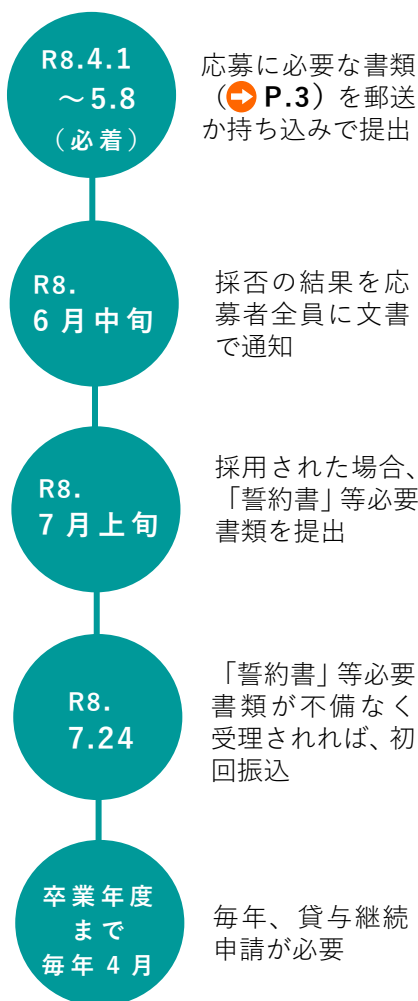 R8.4.1
～5.8
（必着）
応募に必要な書類
（ P.3）を郵送
か持ち込みで提出
R8.
6月中旬
採否の結果を応
募者全員に文書
で通知
R8.
7月上旬
採用された場合、
「誓約書」等必要
書類を提出
R8.
7.24
「誓約書」等必要
書類が不備なく
受理されれば、初
回振込
卒業年度
まで
毎年4月
毎年、貸与継続
申請が必要